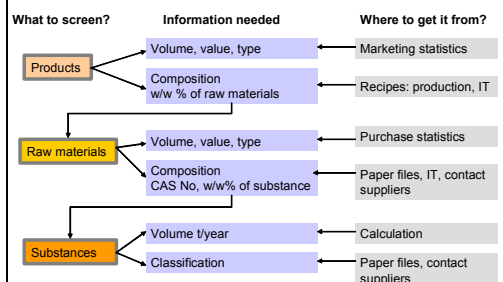 What to screen? Information needed Where to get it from?
Products
Volume, value, type
Marketing statistics
Composition
w/w % of raw materials
Recipes: production, IT
Raw materials
Volume, value, type
Purchase statistics
Composition
CAS No, w/w% of substance
Paper files, IT, contact
suppliers
Substances
Volume t/year
Calculation
Classification
Paper files, contact
suppliers